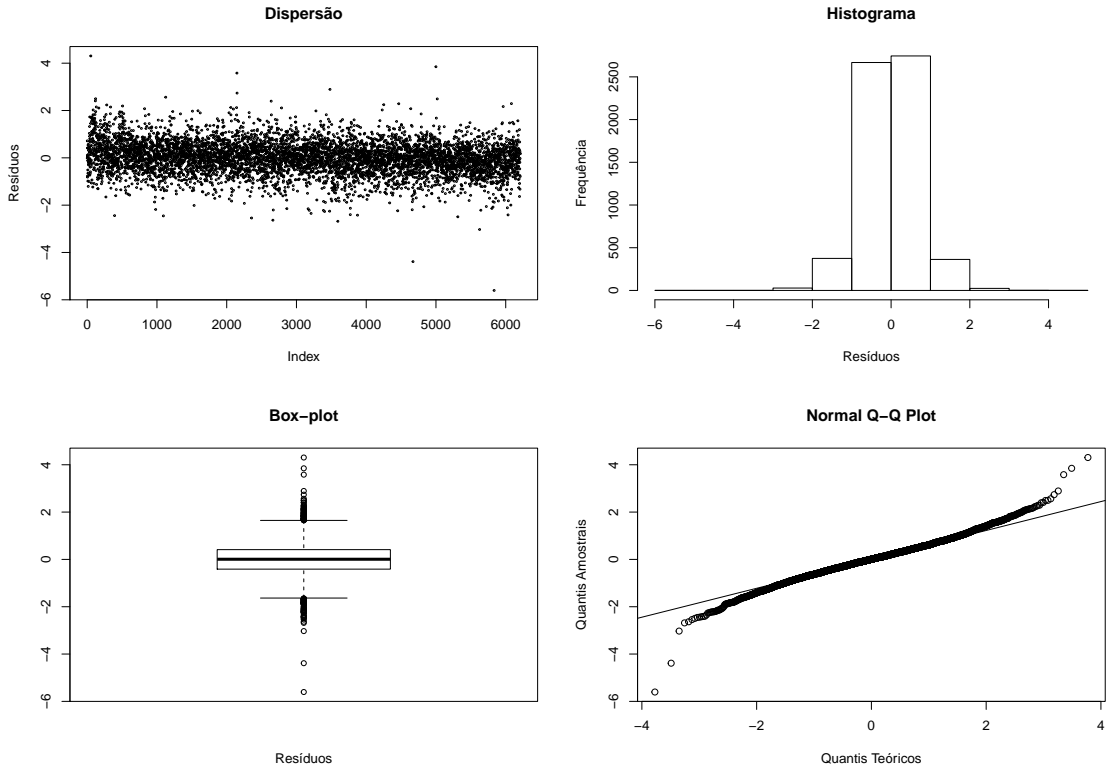 Dispersão
Resíduos
4
2
0
−2
−4
−6
0 1000 2000 3000 4000 5000 6000
Index
Histograma
Frequência
2500
2000
1500
1000
500
0
−6 −4 −2 0 2 4
Resíduos
Box−plot
4
2
0
−2
−4
−6
Resíduos
Normal Q−Q Plot
Quantis Amostrais
4
2
0
−2
−4
−6
−4 −2 0 2 4
Quantis Teóricos